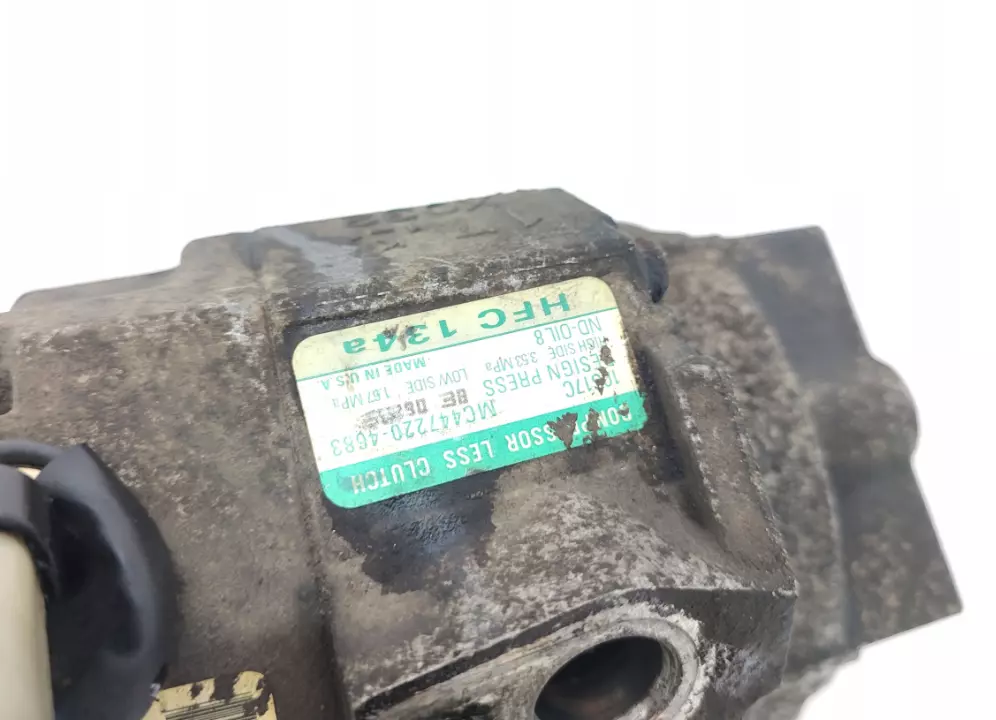 COMPRESSOR LESS CLUTCH
MC447220-4683
10S17C
DESIGN PRESS
HIGH SIDE 3.53 MPa LOW SIDE 1.67 MPa
ND-OIL8 MADE IN U.S.A.
HFC 134a